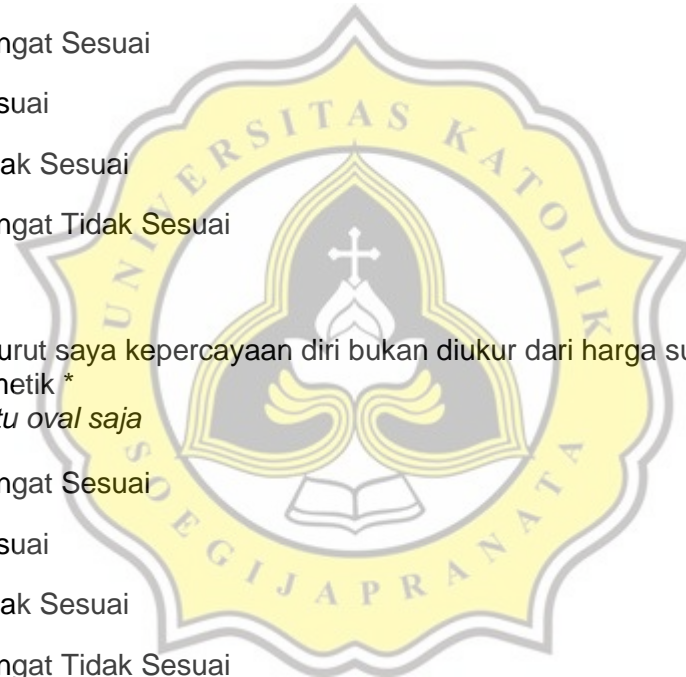 ngat Sesuai
suai
ak Sesuai
ngat Tidak Sesuai
urut saya kepercayaan diri bukan diukur dari harga su
netik *
tu oval saja
ngat Sesuai
suai
ak Sesuai
ngat Tidak Sesuai
UNIVERSITAS KATOLIK
SOEGIJAPRANATA